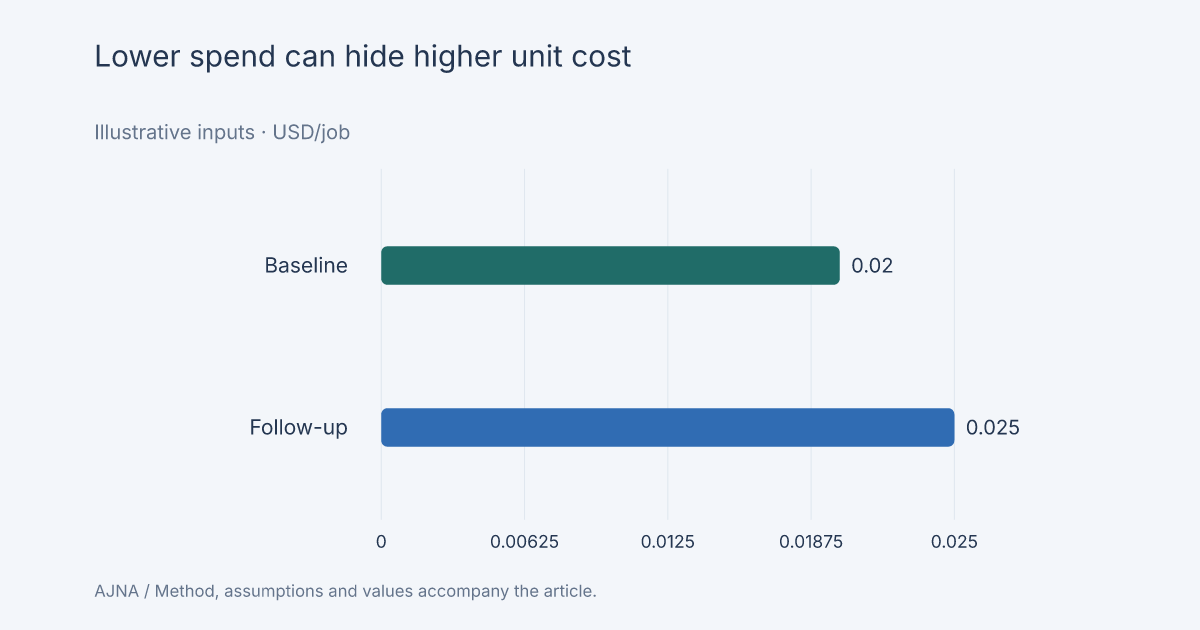 Lower spend can hide higher unit cost
Illustrative inputs · USD/job
Baseline
0.02
Follow-up
0.025
0 0.00625 0.0125 0.01875 0.025
AJNA / Method, assumptions and values accompany the article.